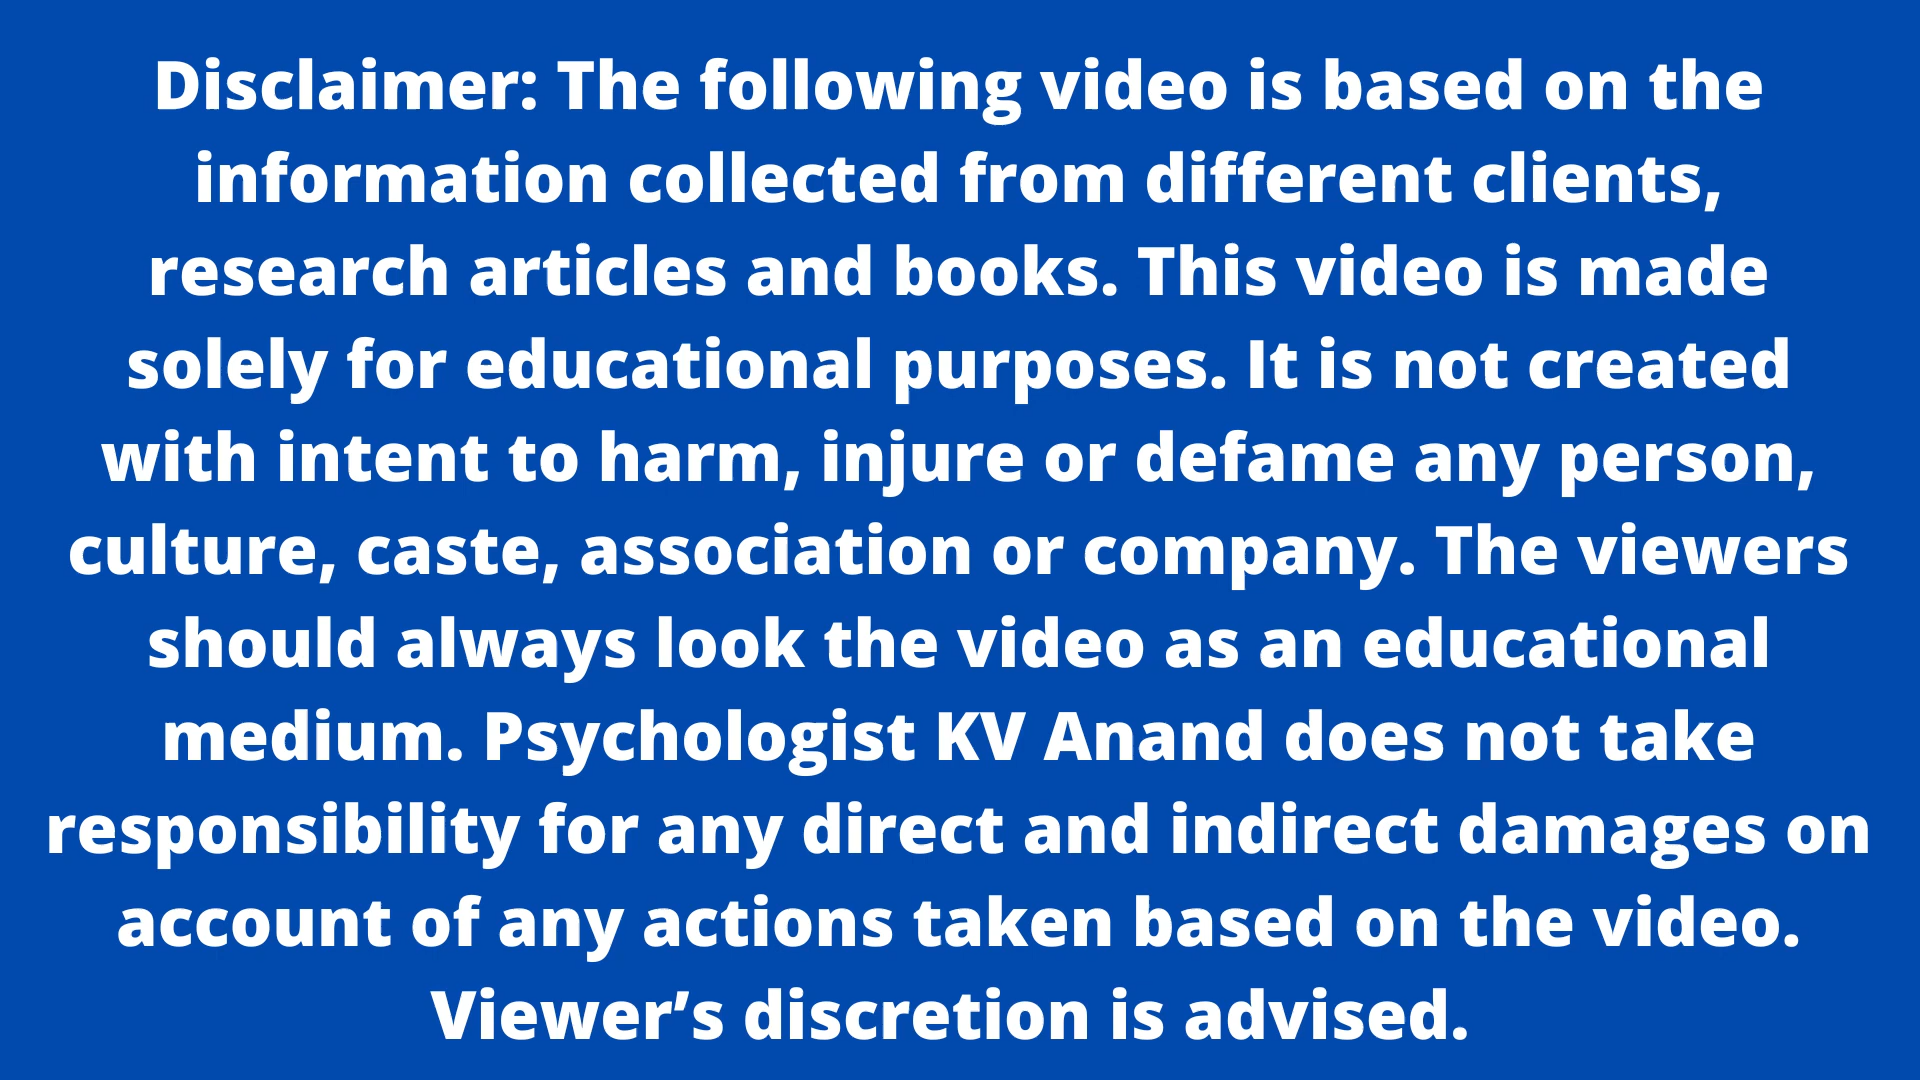 Disclaimer: The following video is based on the
information collected from different clients,
research articles and books. This video is made
solely for educational purposes. It is not created
with intent to harm, injure or defame any person,
culture, caste, association or company. The viewers
should always look the video as an educational
medium. Psychologist KV Anand does not take
responsibility for any direct and indirect damages on
account of any actions taken based on the video.
Viewer’s discretion is advised.